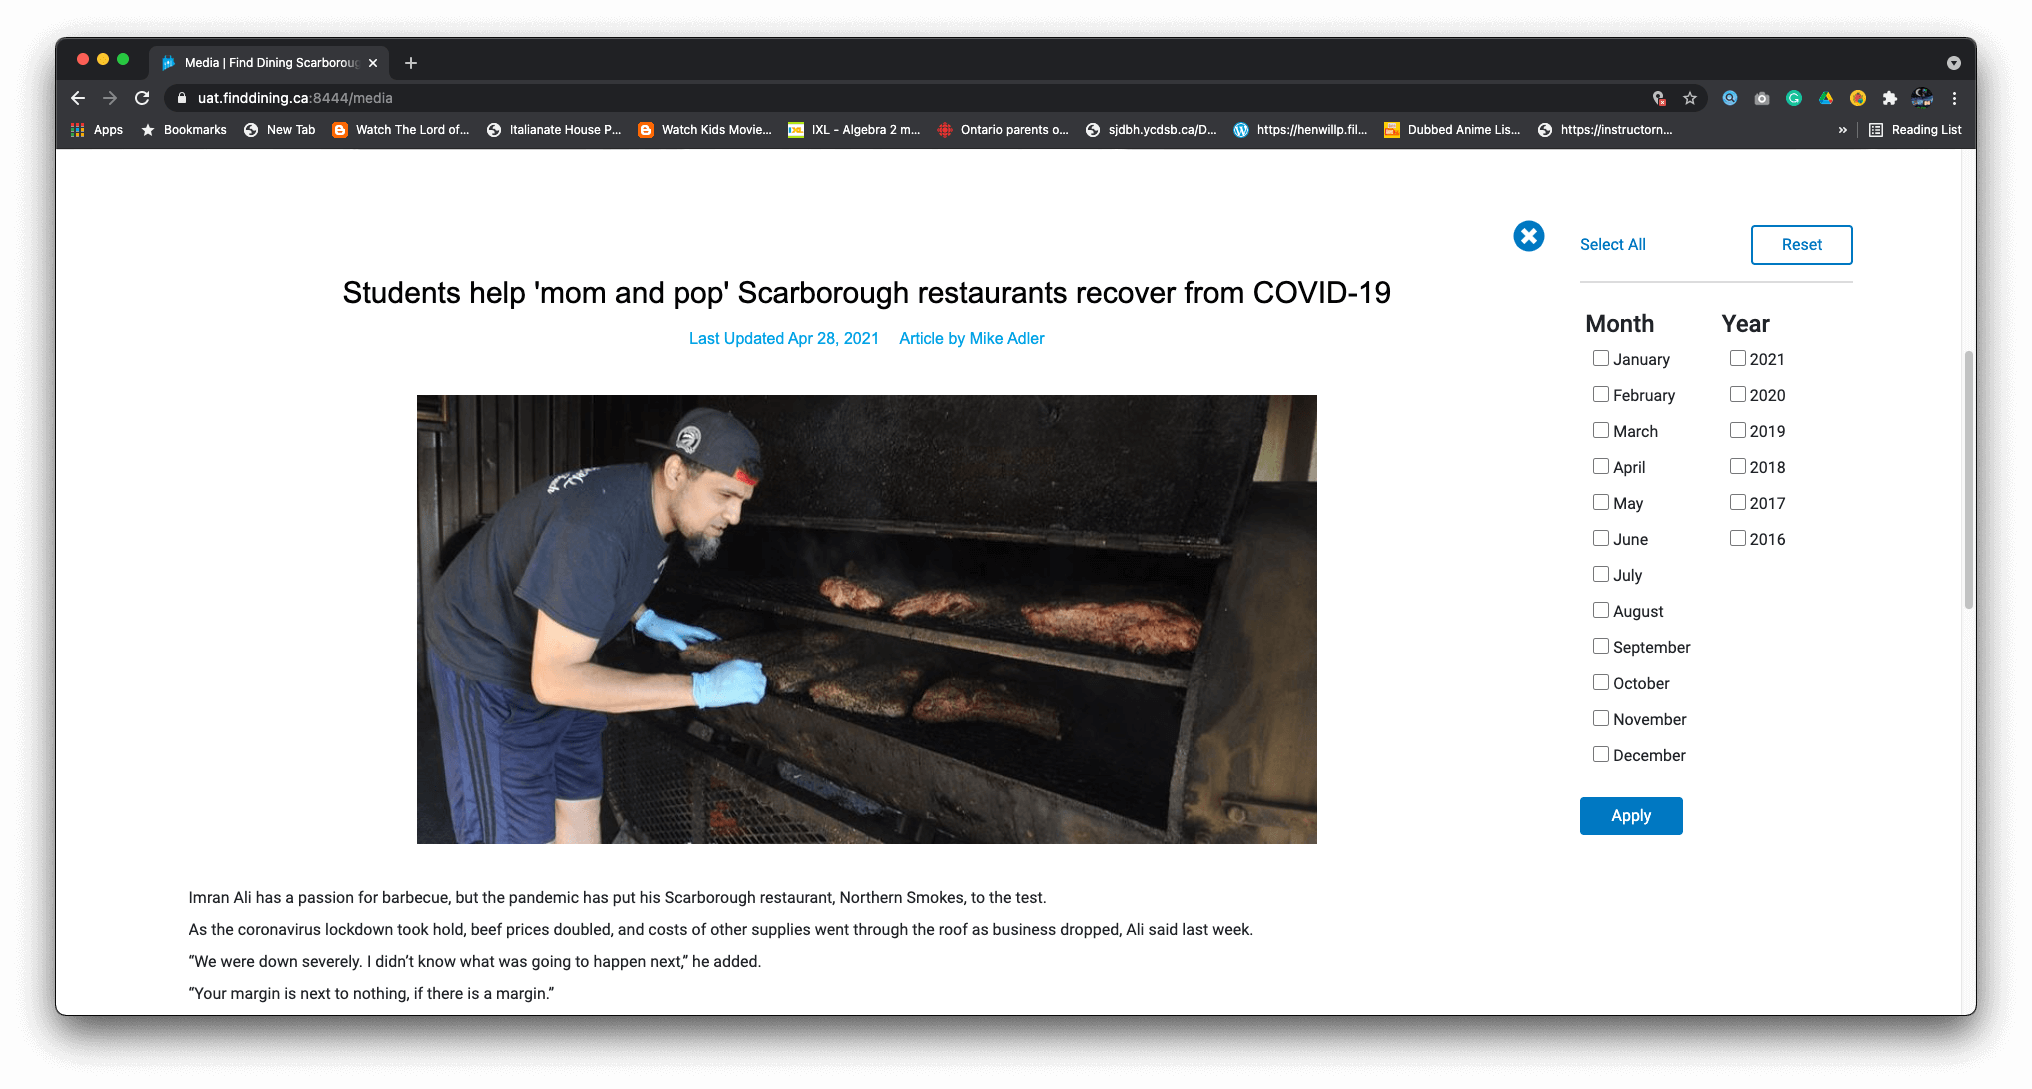 Media | Find Dining Scarboroug
uat.finddining.ca:8444/media
Apps
Bookmarks
New Tab
Watch The Lord of...
Italianate House P...
Watch Kids Movie...
IXL - Algebra 2 m...
Ontario parents o...
sjdbh.ycdsb.ca/D...
https://henwillp.fil...
Dubbed Anime Lis...
https://instructorn...
»
Reading List
Select All
Reset
Students help 'mom and pop' Scarborough restaurants recover from COVID-19
Last Updated Apr 28, 2021 Article by Mike Adler
Month
January
February
March
April
May
June
July
August
September
October
November
December
Year
2021
2020
2019
2018
2017
2016
Apply
Imran Ali has a passion for barbecue, but the pandemic has put his Scarborough restaurant, Northern Smokes, to the test.
As the coronavirus lockdown took hold, beef prices doubled, and costs of other supplies went through the roof as business dropped, Ali said last week.
“We were down severely. I didn’t know what was going to happen next,” he added.
“Your margin is next to nothing, if there is a margin.”